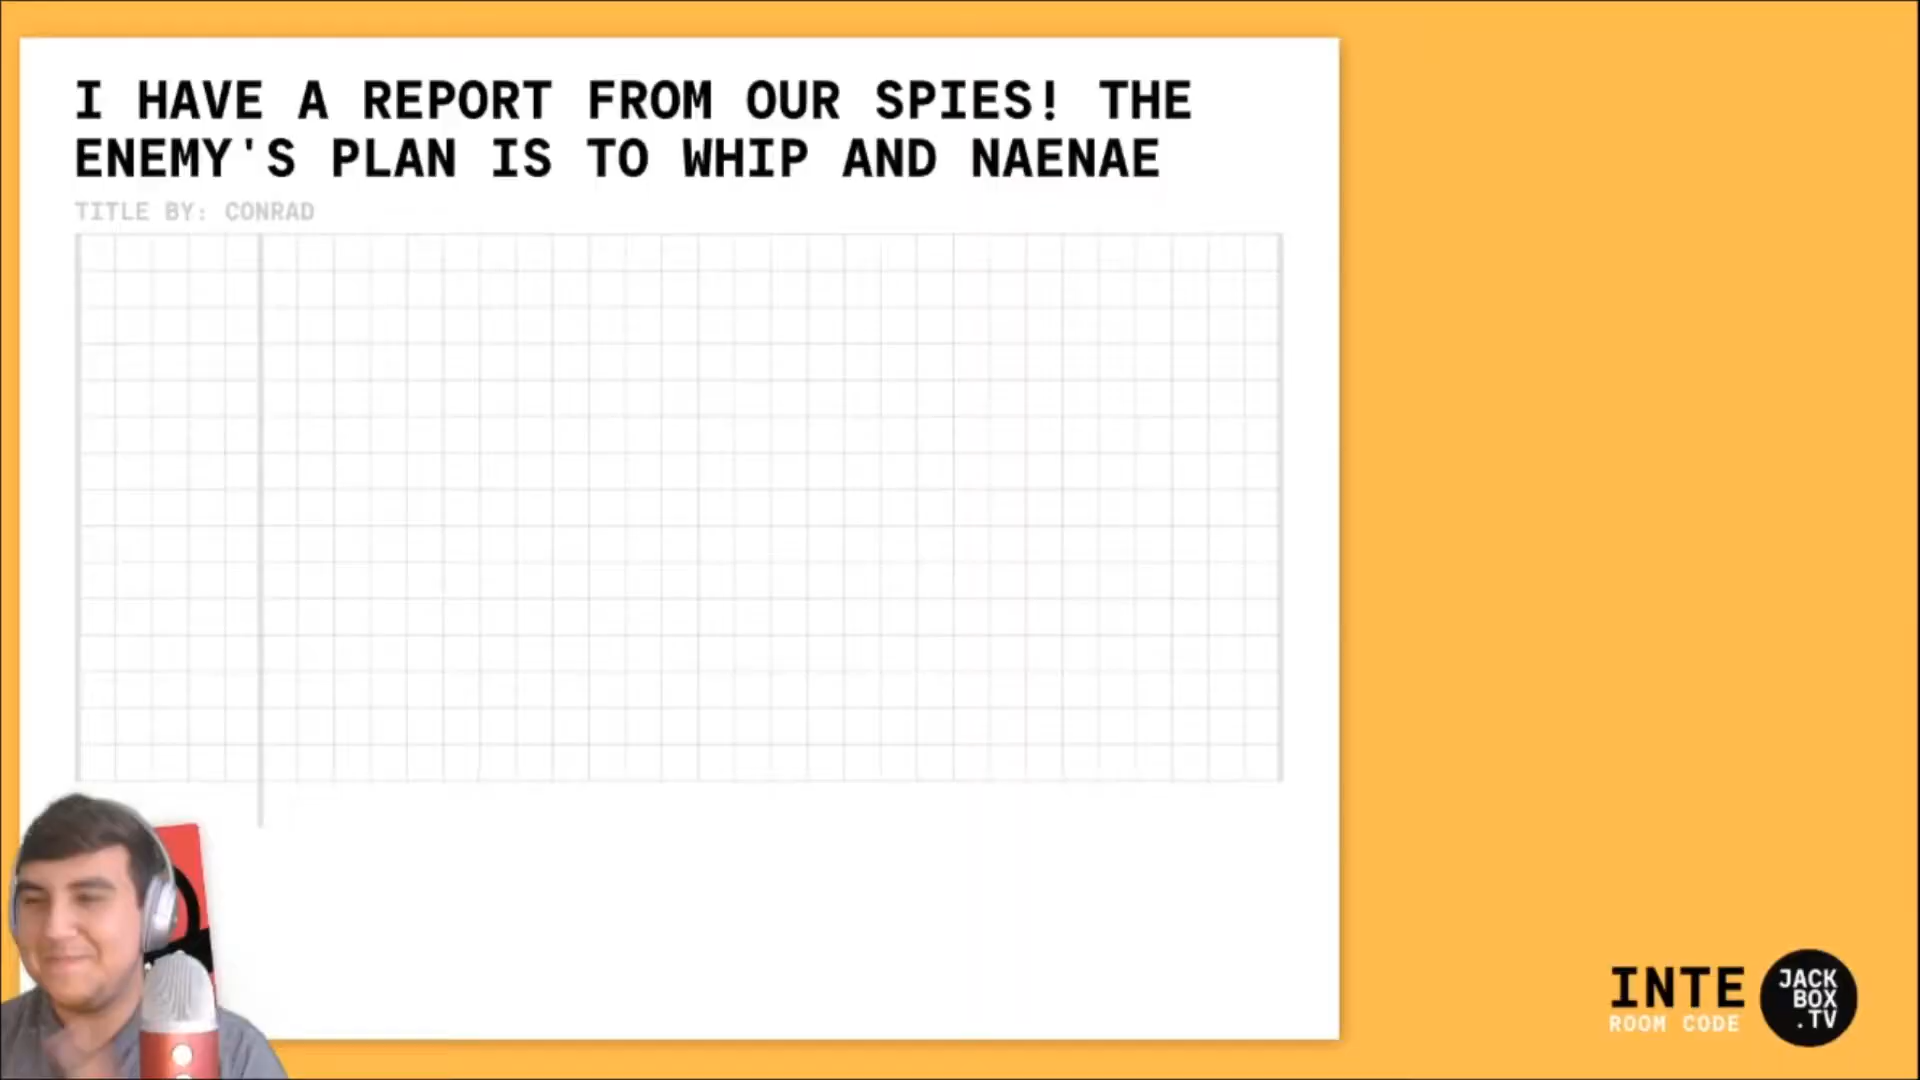 I HAVE A REPORT FROM OUR SPIES! THE
ENEMY'S PLAN IS TO WHIP AND NAENAE
TITLE BY: CONRAD
INTE
ROOM CODE
JACK
BOX
.TV